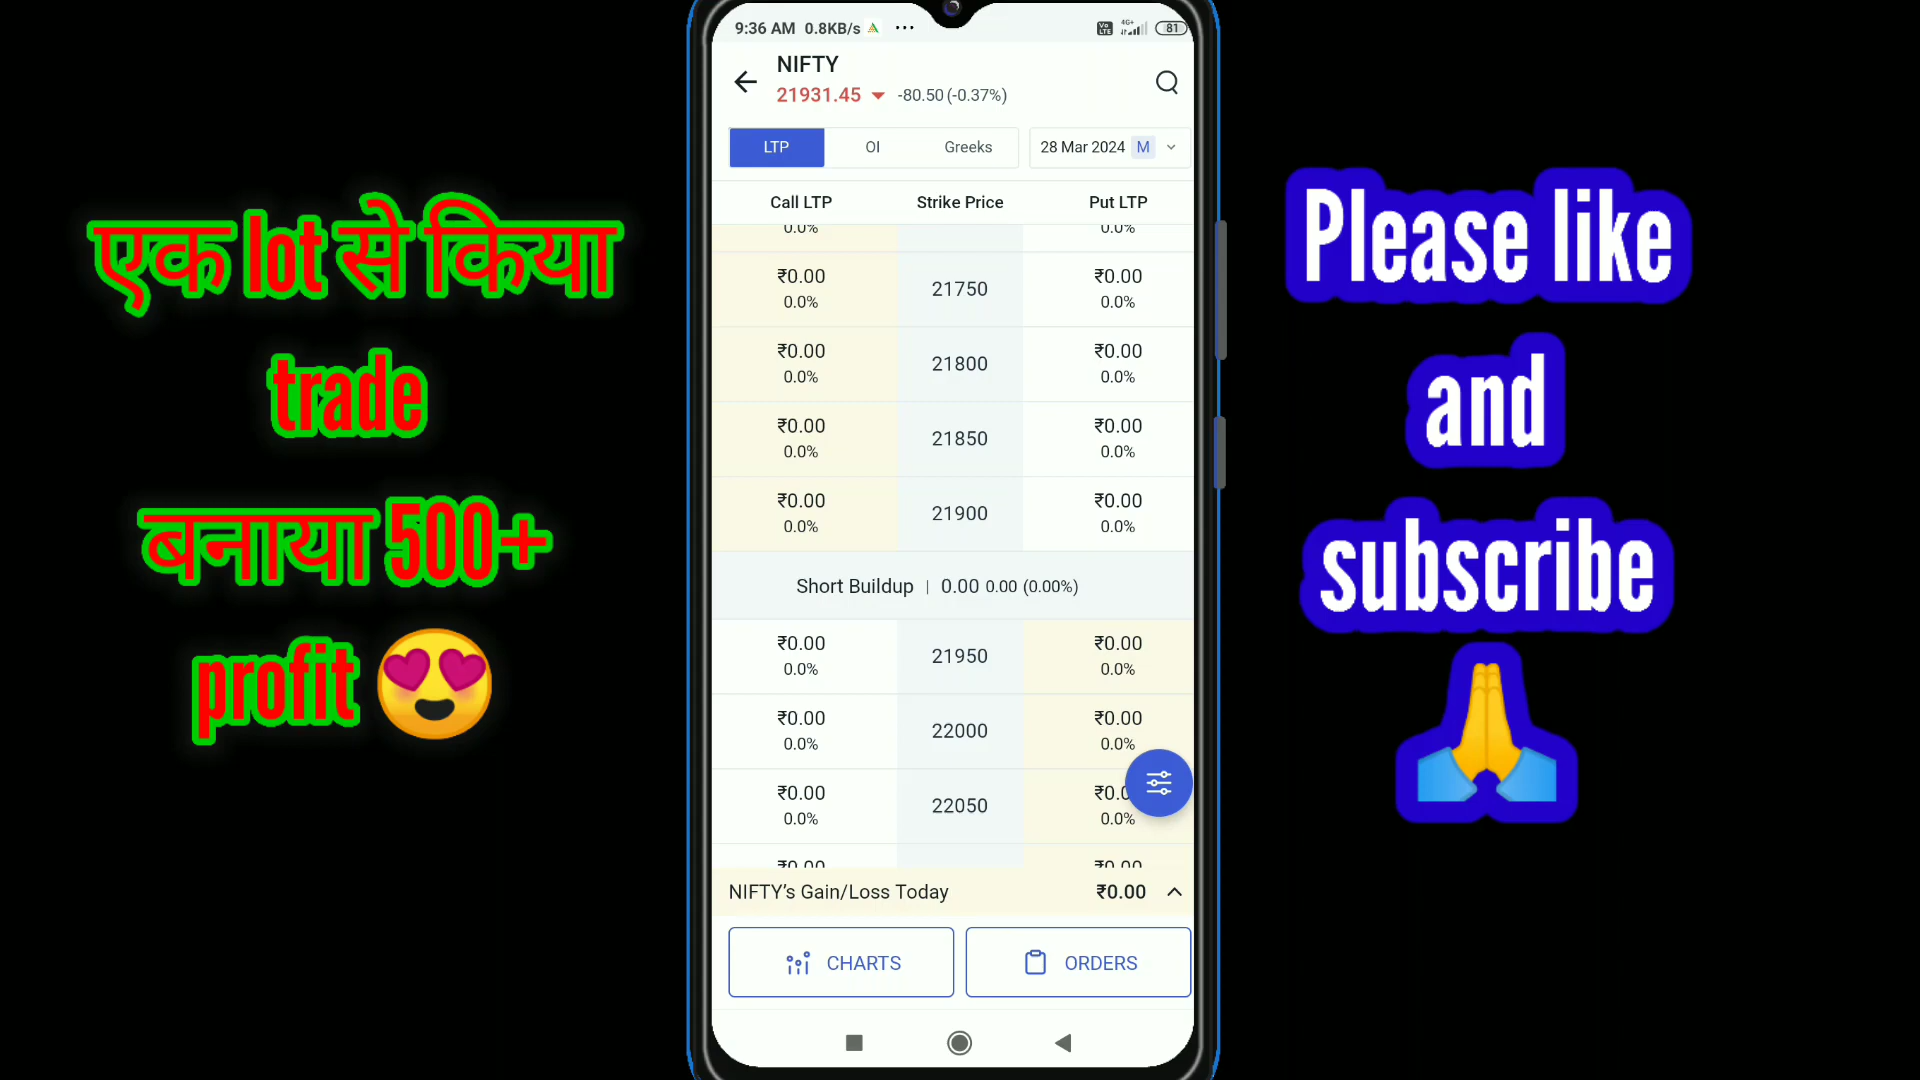 एक lot से किया
trade
बनाया 500+
profit 😍
9:36 AM 0.8KB/s
81
NIFTY
21931.45 -80.50 (-0.37%)
LTP OI Greeks 28 Mar 2024 M
Call LTP Strike Price Put LTP
0.0% 0.0%
₹0.00 21750 ₹0.00
0.0% 0.0%
₹0.00 21800 ₹0.00
0.0% 0.0%
₹0.00 21850 ₹0.00
0.0% 0.0%
₹0.00 21900 ₹0.00
0.0% 0.0%
Short Buildup | 0.00 0.00 (0.00%)
₹0.00 21950 ₹0.00
0.0% 0.0%
₹0.00 22000 ₹0.00
0.0% 0.0%
₹0.00 22050
0.0% 0.0%
NIFTY's Gain/Loss Today ₹0.00
CHARTS ORDERS
Please like
and
subscribe
🙏